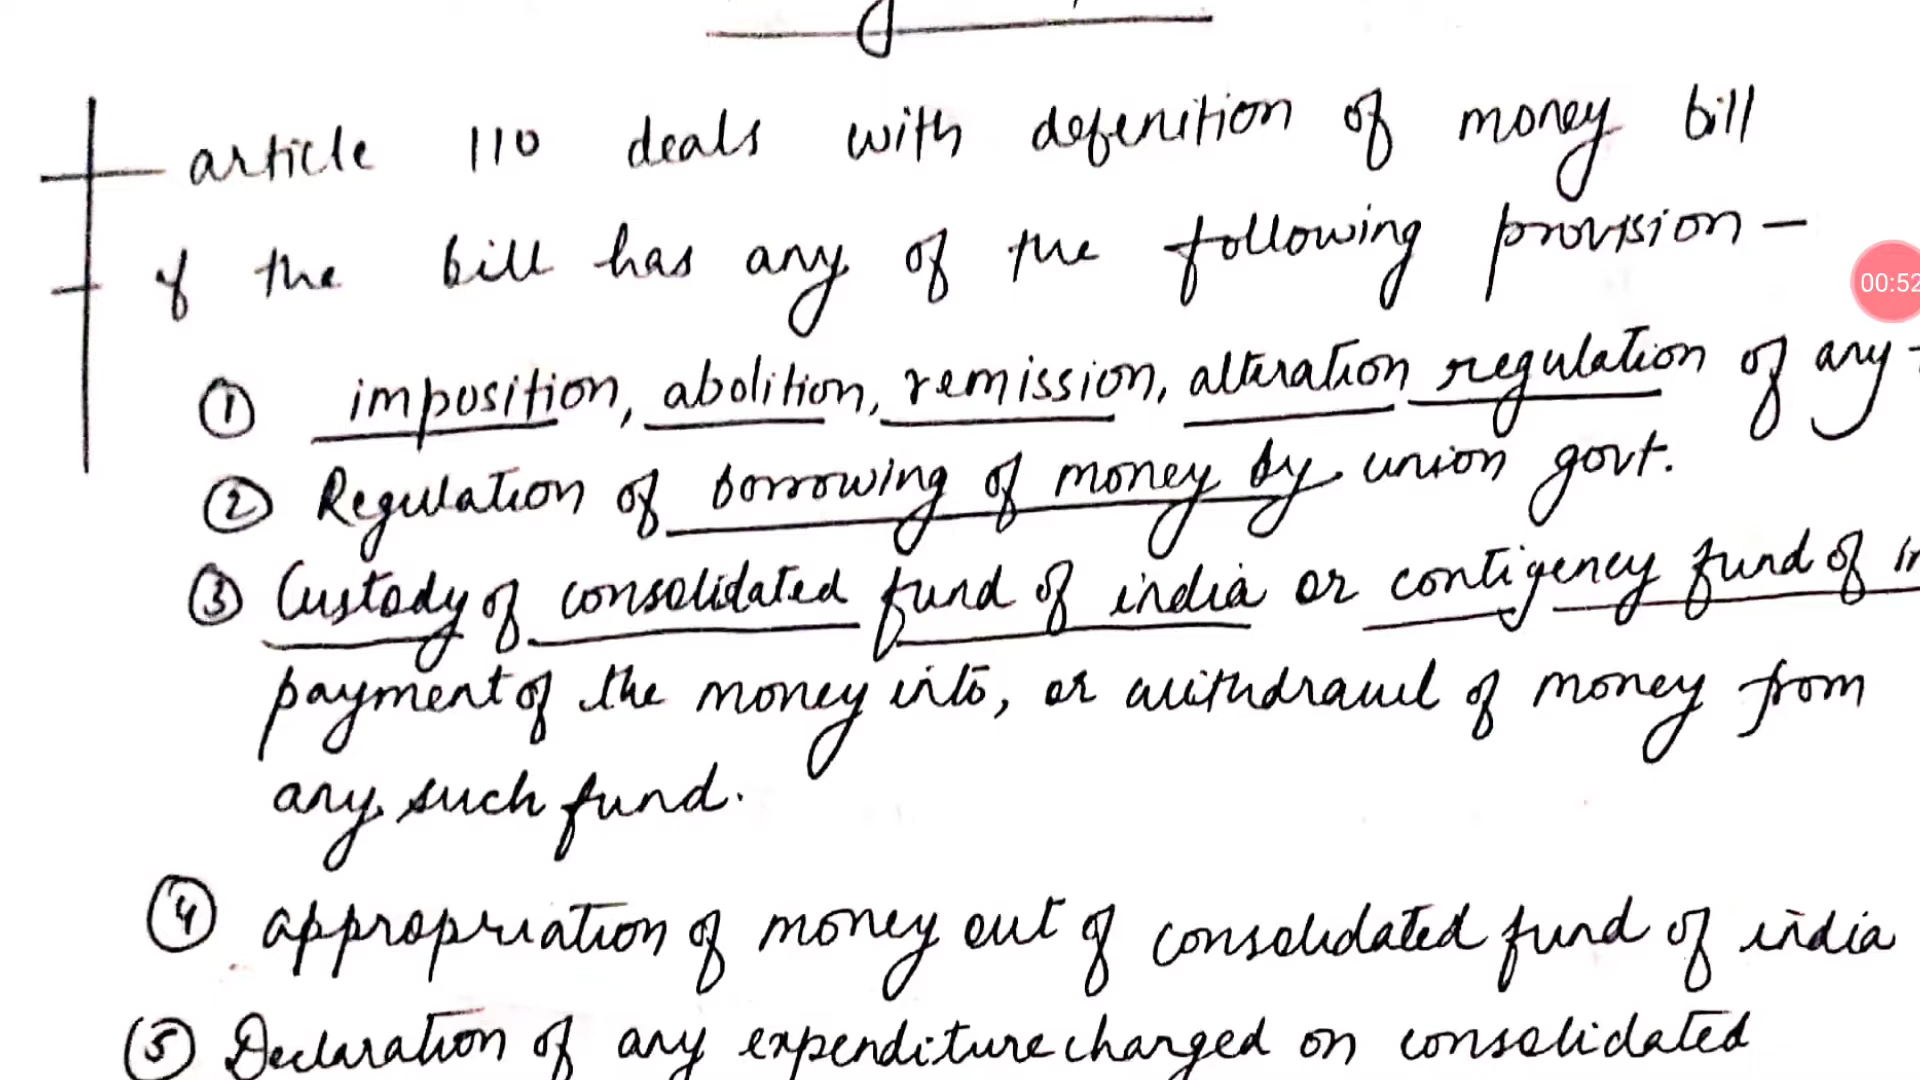 article 110 deals with defenition of money bill
if the bill has any of the following provision -
00:52
① imposition, abolition, remission, alteration regulation of any
② Regulation of borrowing of money by union govt.
③ Custody of consolidated fund of india or contigency fund of in
payment of the money into, or withdrawl of money from
any such fund.
④ appropriation of money out of consolidated fund of india
⑤ Declaration of any expenditure charged on consolidated